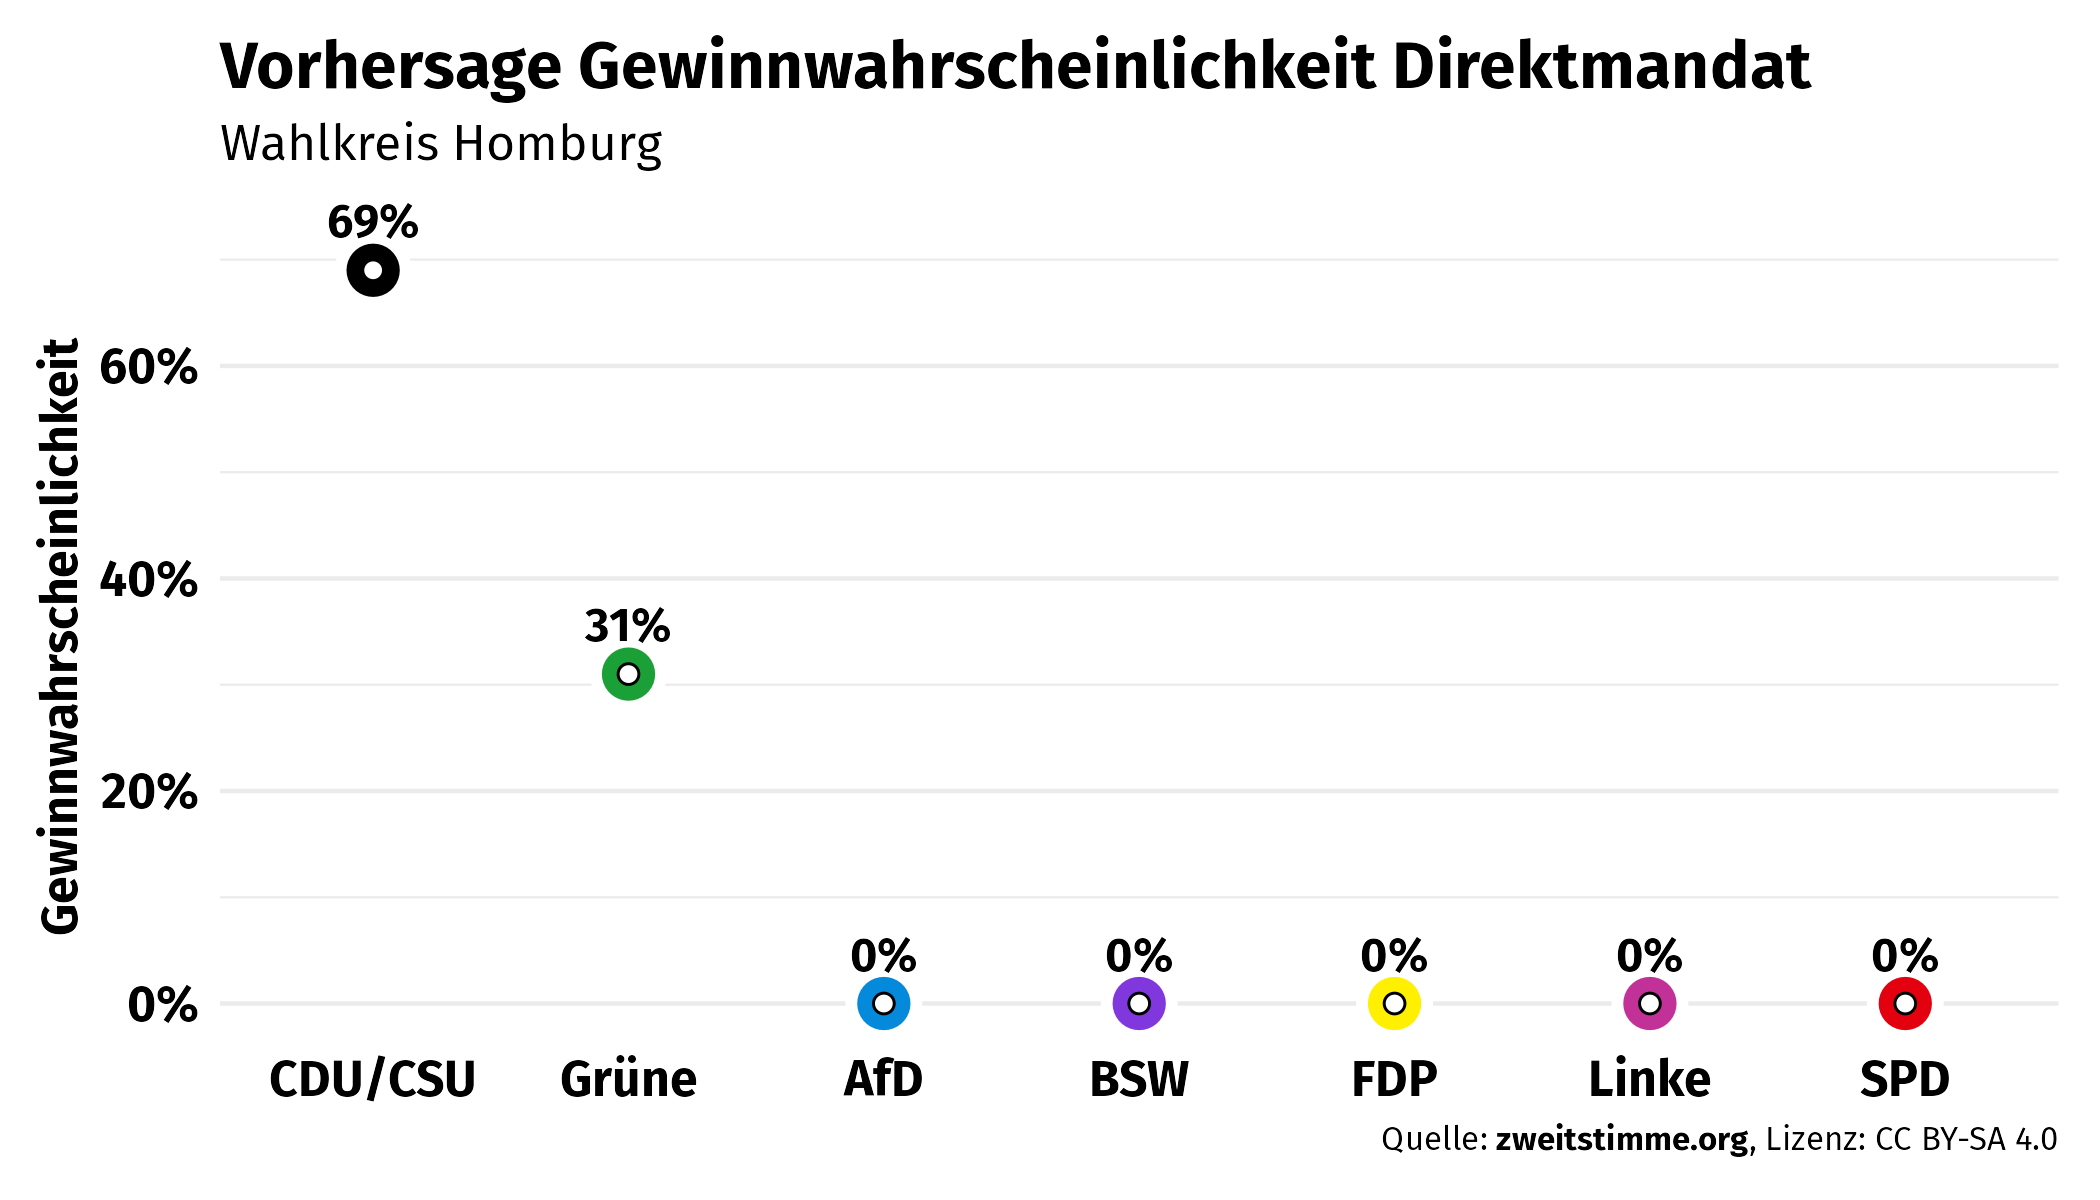 Vorhersage Gewinnwahrscheinlichkeit Direktmandat
Wahlkreis Homburg
Gewinnwahrscheinlichkeit
60%
40%
20%
0%
69%
31%
0%
0%
0%
0%
0%
CDU/CSU
Grüne
AfD
BSW
FDP
Linke
SPD
Quelle: zweitstimme.org, Lizenz: CC BY-SA 4.0